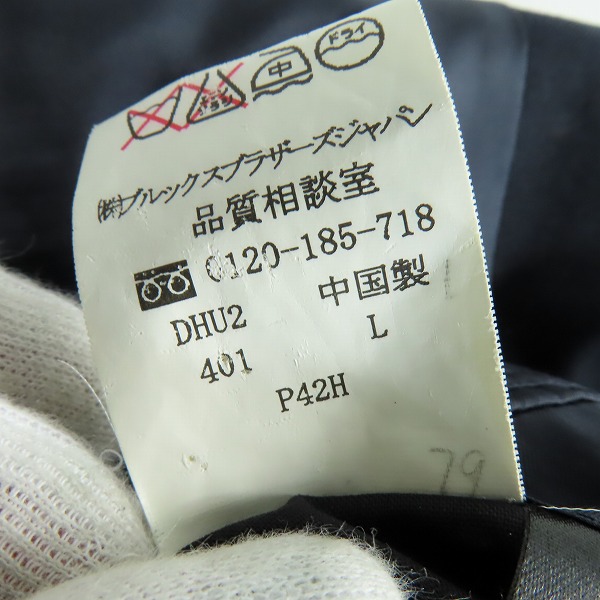 中 ドライ
(株)ブルックスブラザーズジャパン
品質相談室
0120-185-718
DHU2 中国製
401 L
P42H
79